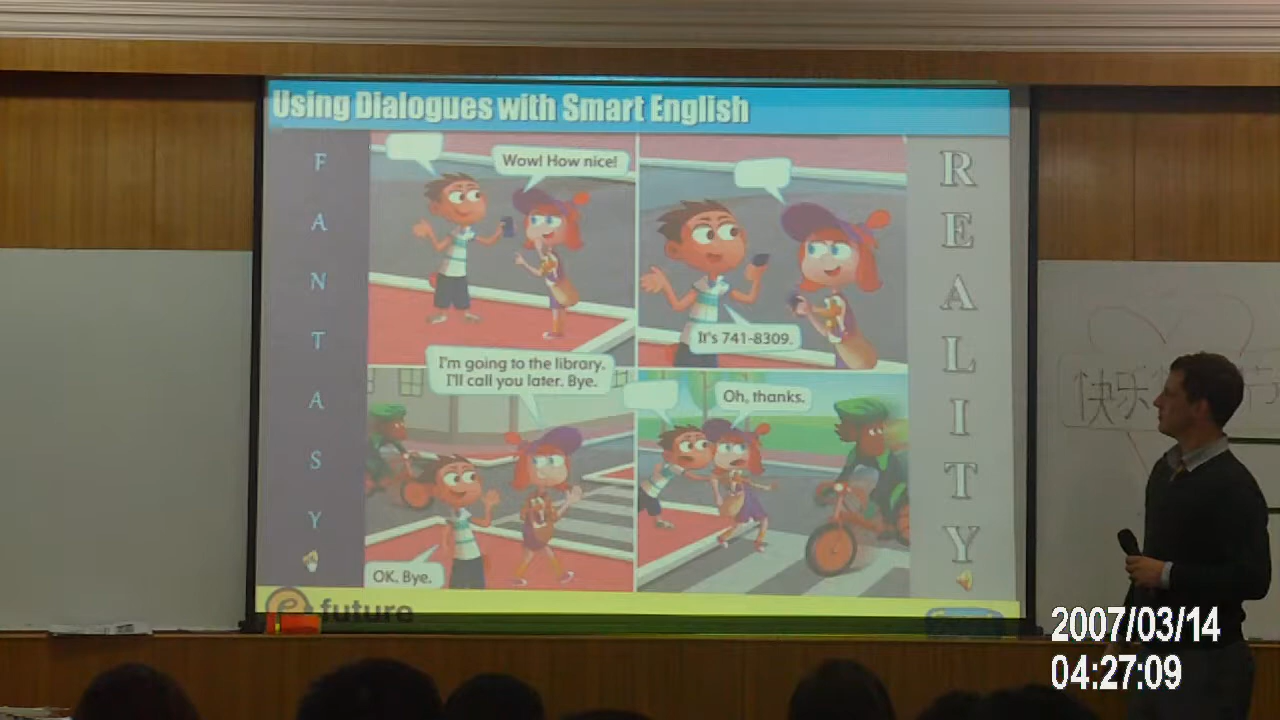 Using Dialogues with Smart English
FANTASY
Wow! How nice!
It's 741-8309.
I'm going to the library.
I'll call you later. Bye.
OK. Bye.
Oh, thanks.
REALITY
e future
快乐
2007/03/14
04:27:09